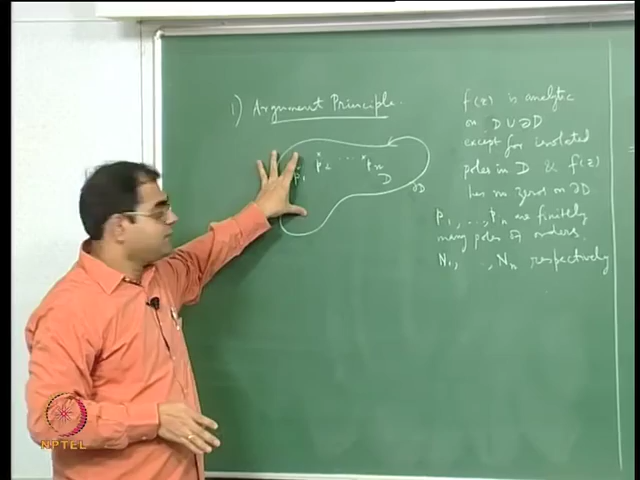 1) Argument Principle.
p₁ p₂ ... pₙ
D
∂D
f(z) is analytic
on D ∪ ∂D
except for isolated
poles in D & f(z)
has no zero on ∂D
p₁, ..., pₙ are finitely
many poles of orders.
N₁, .., Nₙ respectively
NPTEL